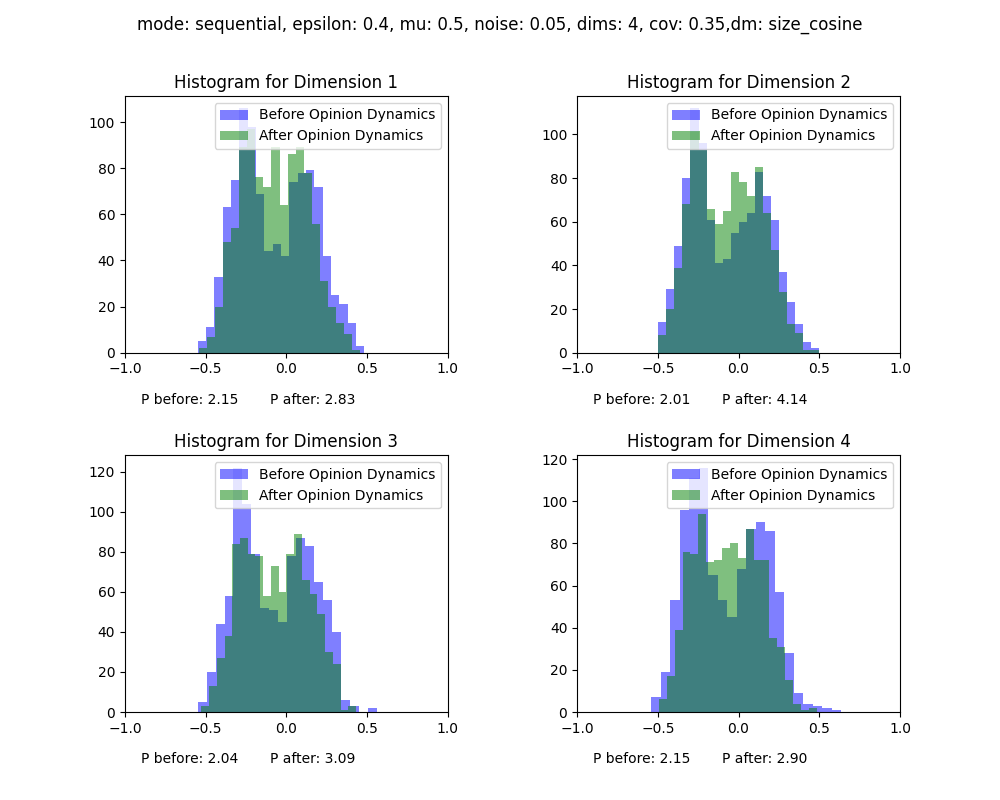 mode: sequential, epsilon: 0.4, mu: 0.5, noise: 0.05, dims: 4, cov: 0.35,dm: size_cosine
Histogram for Dimension 1
Before Opinion Dynamics
After Opinion Dynamics
100
80
60
40
20
0
−1.0 −0.5 0.0 0.5 1.0
P before: 2.15 P after: 2.83
Histogram for Dimension 2
Before Opinion Dynamics
After Opinion Dynamics
100
80
60
40
20
0
−1.0 −0.5 0.0 0.5 1.0
P before: 2.01 P after: 4.14
Histogram for Dimension 3
Before Opinion Dynamics
After Opinion Dynamics
120
100
80
60
40
20
0
−1.0 −0.5 0.0 0.5 1.0
P before: 2.04 P after: 3.09
Histogram for Dimension 4
Before Opinion Dynamics
After Opinion Dynamics
120
100
80
60
40
20
0
−1.0 −0.5 0.0 0.5 1.0
P before: 2.15 P after: 2.90